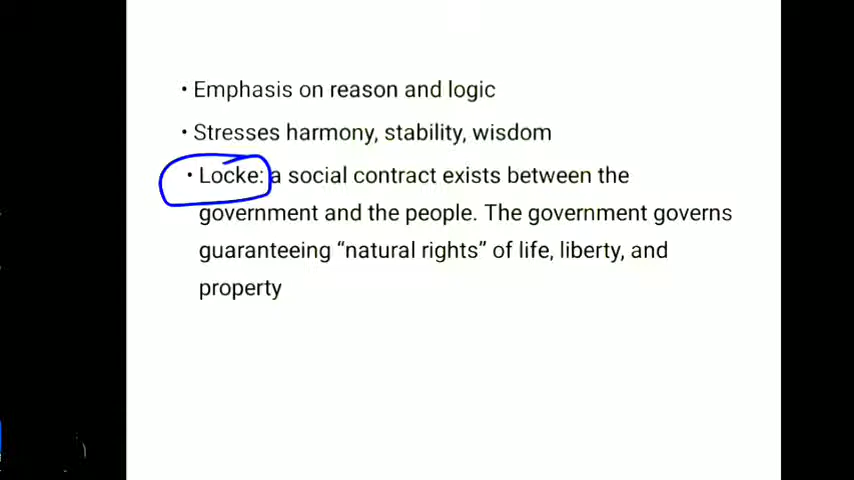 • Emphasis on reason and logic
• Stresses harmony, stability, wisdom
• Locke: a social contract exists between the
government and the people. The government governs
guaranteeing “natural rights” of life, liberty, and
property